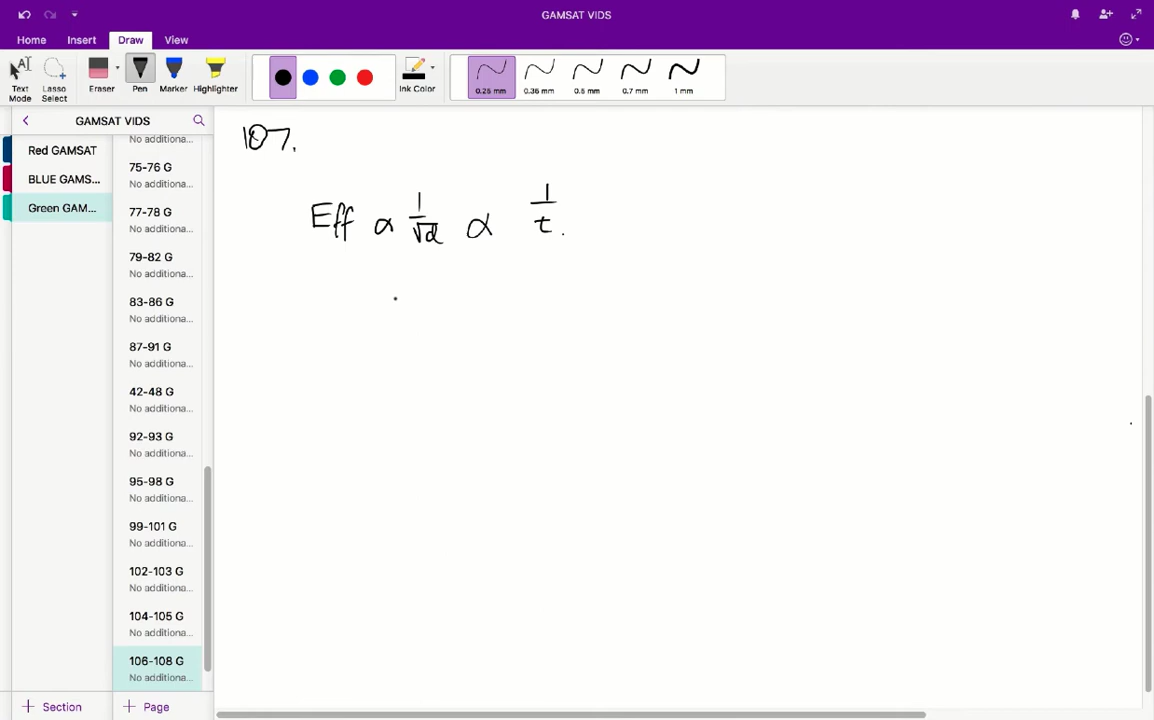 GAMSAT VIDS
Home Insert Draw View
Text Mode Lasso Select Eraser Pen Marker Highlighter Ink Color 0.25 mm 0.35 mm 0.5 mm 0.7 mm 1 mm
GAMSAT VIDS
Red GAMSAT
BLUE GAMS...
Green GAM...
No additiona...
75-76 G
No additiona...
77-78 G
No additiona...
79-82 G
No additiona...
83-86 G
No additiona...
87-91 G
No additiona...
42-48 G
No additiona...
92-93 G
No additiona...
95-98 G
No additiona...
99-101 G
No additiona...
102-103 G
No additiona...
104-105 G
No additiona...
106-108 G
No additiona...
+ Section + Page
107.
Eff α 1/√d α 1/t.